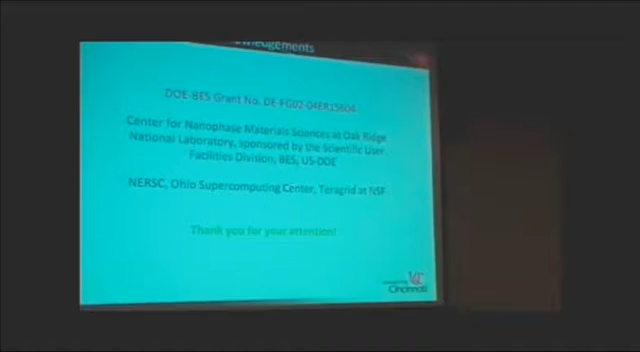 DOE-BES Grant No. DE-FG02-04ER15604
Center for Nanophase Materials Sciences at Oak Ridge
National Laboratory, sponsored by the Scientific User
Facilities Division, BES, US-DOE
NERSC, Ohio Supercomputing Center, Teragrid at NSF
Thank you for your attention!
Cincinnati